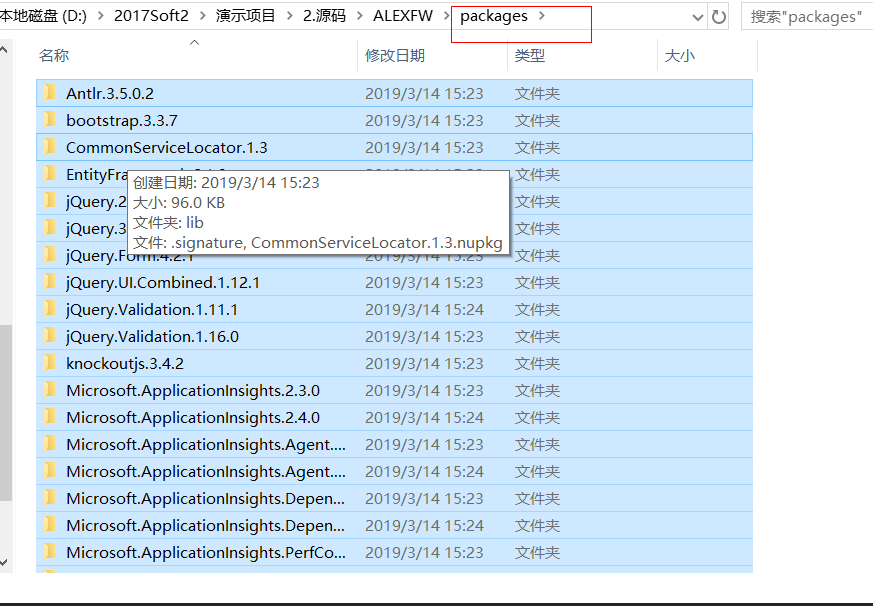 本地磁盘 (D:) > 2017Soft2 > 演示项目 > 2.源码 > ALEXFW > packages >
搜索"packages"
名称 修改日期 类型 大小
Antlr.3.5.0.2 2019/3/14 15:23 文件夹
bootstrap.3.3.7 2019/3/14 15:23 文件夹
CommonServiceLocator.1.3 2019/3/14 15:23 文件夹
文件夹
创建日期: 2019/3/14 15:23
大小: 96.0 KB
文件夹: lib
文件: .signature, CommonServiceLocator.1.3.nupkg
jQuery.2 文件夹
jQuery.3 文件夹
jQuery.Form.4.2.1 文件夹
jQuery.UI.Combined.1.12.1 2019/3/14 15:23 文件夹
jQuery.Validation.1.11.1 2019/3/14 15:24 文件夹
jQuery.Validation.1.16.0 2019/3/14 15:23 文件夹
knockoutjs.3.4.2 2019/3/14 15:23 文件夹
Microsoft.ApplicationInsights.2.3.0 2019/3/14 15:23 文件夹
Microsoft.ApplicationInsights.2.4.0 2019/3/14 15:24 文件夹
Microsoft.ApplicationInsights.Agent.... 2019/3/14 15:23 文件夹
Microsoft.ApplicationInsights.Agent.... 2019/3/14 15:24 文件夹
Microsoft.ApplicationInsights.Depen... 2019/3/14 15:23 文件夹
Microsoft.ApplicationInsights.Depen... 2019/3/14 15:24 文件夹
Microsoft.ApplicationInsights.PerfCo... 2019/3/14 15:23 文件夹